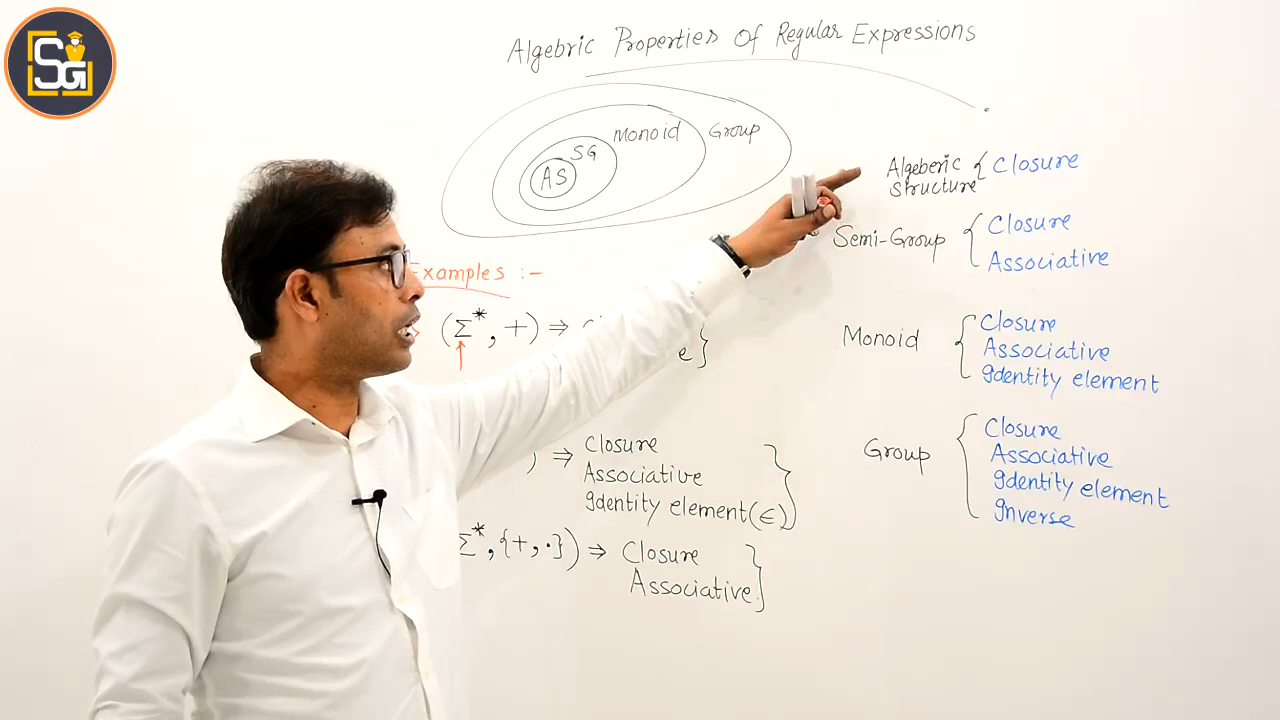 SG
Algebric Properties Of Regular Expressions
Monoid
Group
SG
AS
Algeberic { Closure
structure
Semi-Group { Closure
Associative
Monoid { Closure
Associative
Identity element
Group { Closure
Associative
Identity element
Inverse
Examples :-
(Σ*, +) ⇒
e}
) ⇒ Closure
Associative
Identity element(∈)}
Σ*, {+, ·}) ⇒ Closure
Associative}